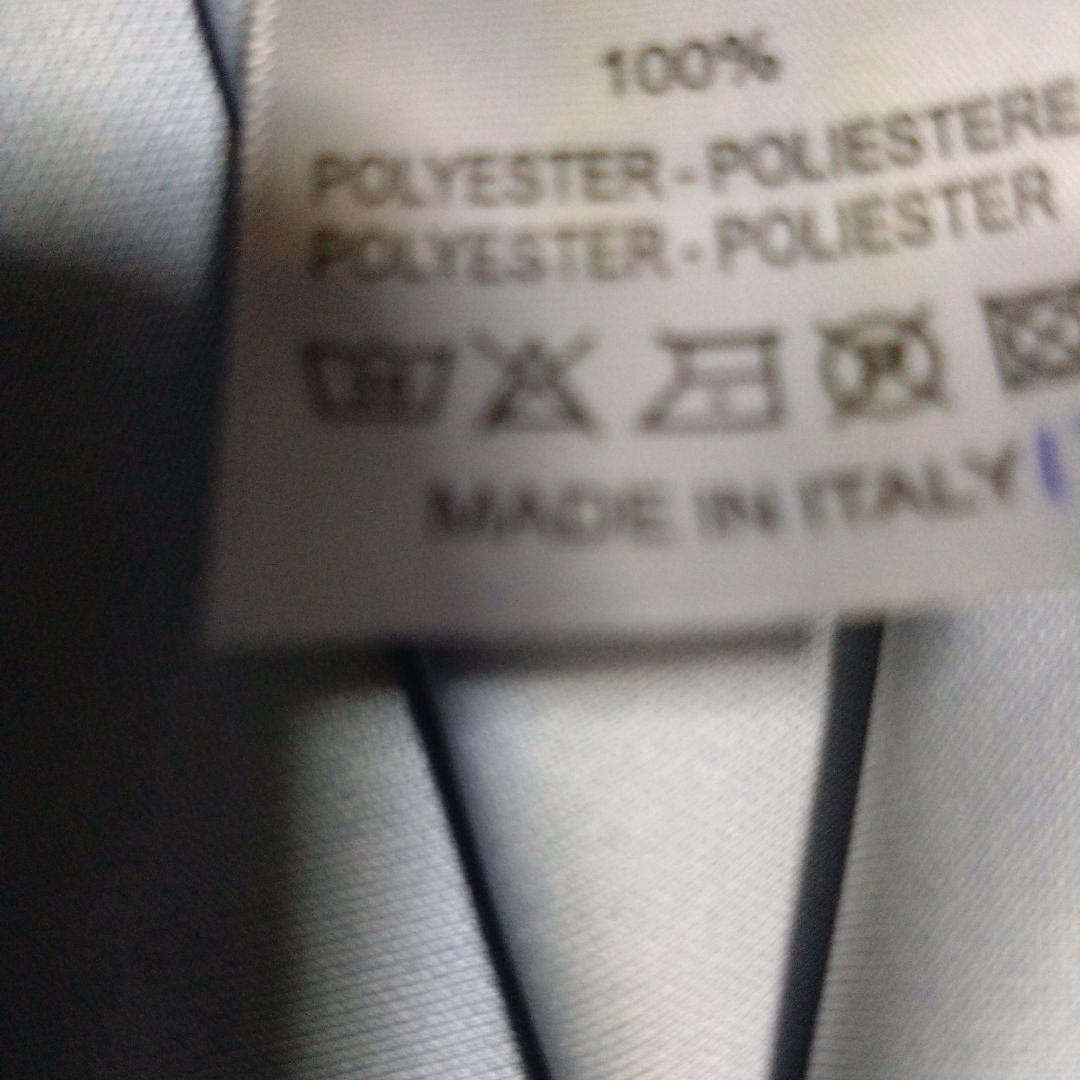 100%
POLYESTER - POLIESTERE
POLYESTER - POLIESTER
MADE IN ITALY